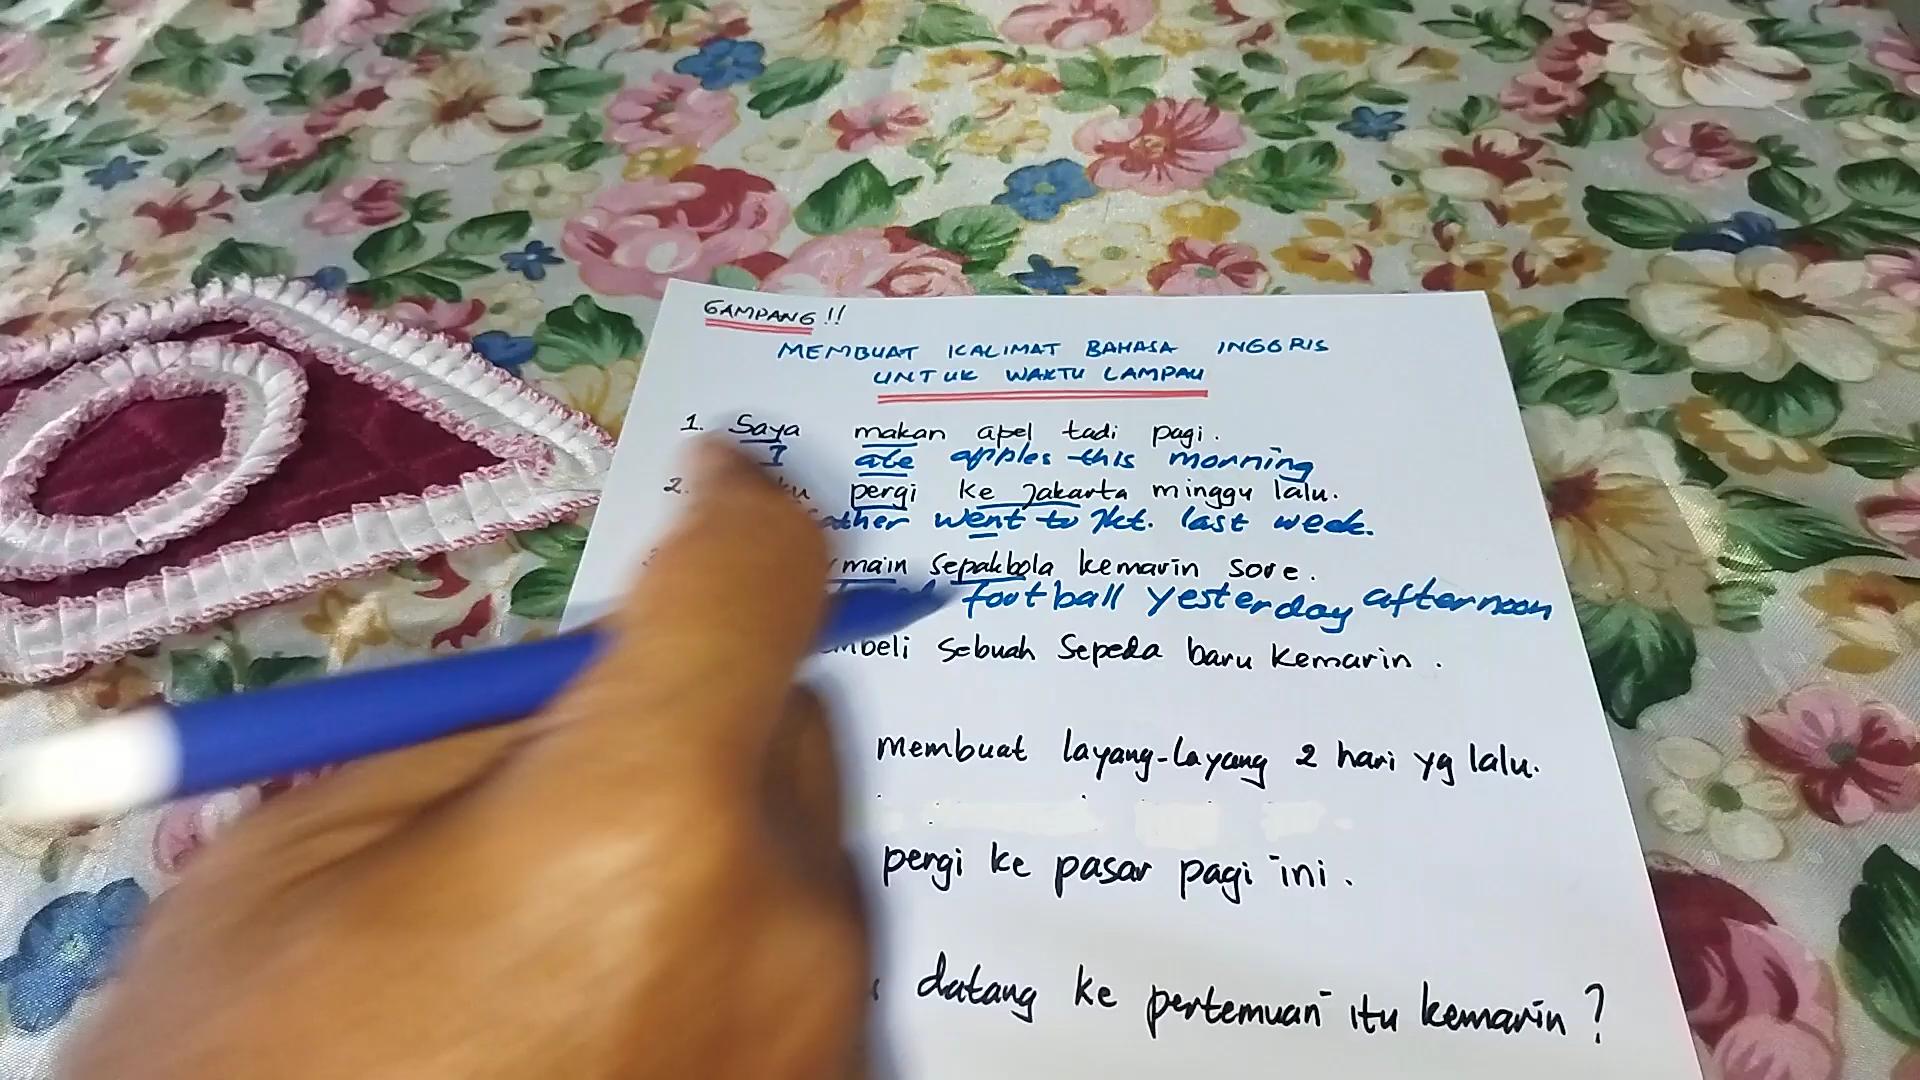 GAMPANG !!
MEMBUAT KALIMAT BAHASA INGGRIS
UNTUK WAKTU LAMPAU
1. Saya makan apel tadi pagi.
I ate apples this morning
2. pergi ke Jakarta minggu lalu.
father went to Jkt. last week.
main sepakbola kemarin sore.
football yesterday afternoon
sebuah sepeda baru kemarin.
membuat layang-layang 2 hari yg lalu.
pergi ke pasar pagi ini.
datang ke pertemuan itu kemarin?